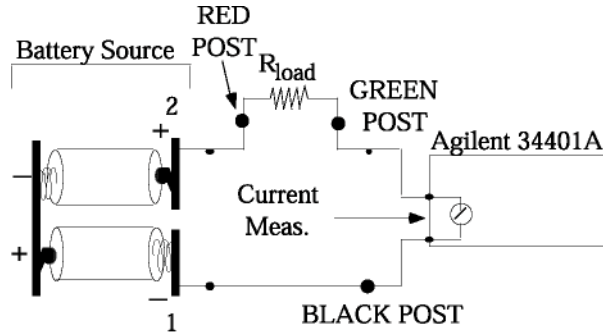 RED
POST
Battery Source
R load
2
GREEN
POST
+
Agilent 34401A
−
Current
Meas.
+
−
1
BLACK POST